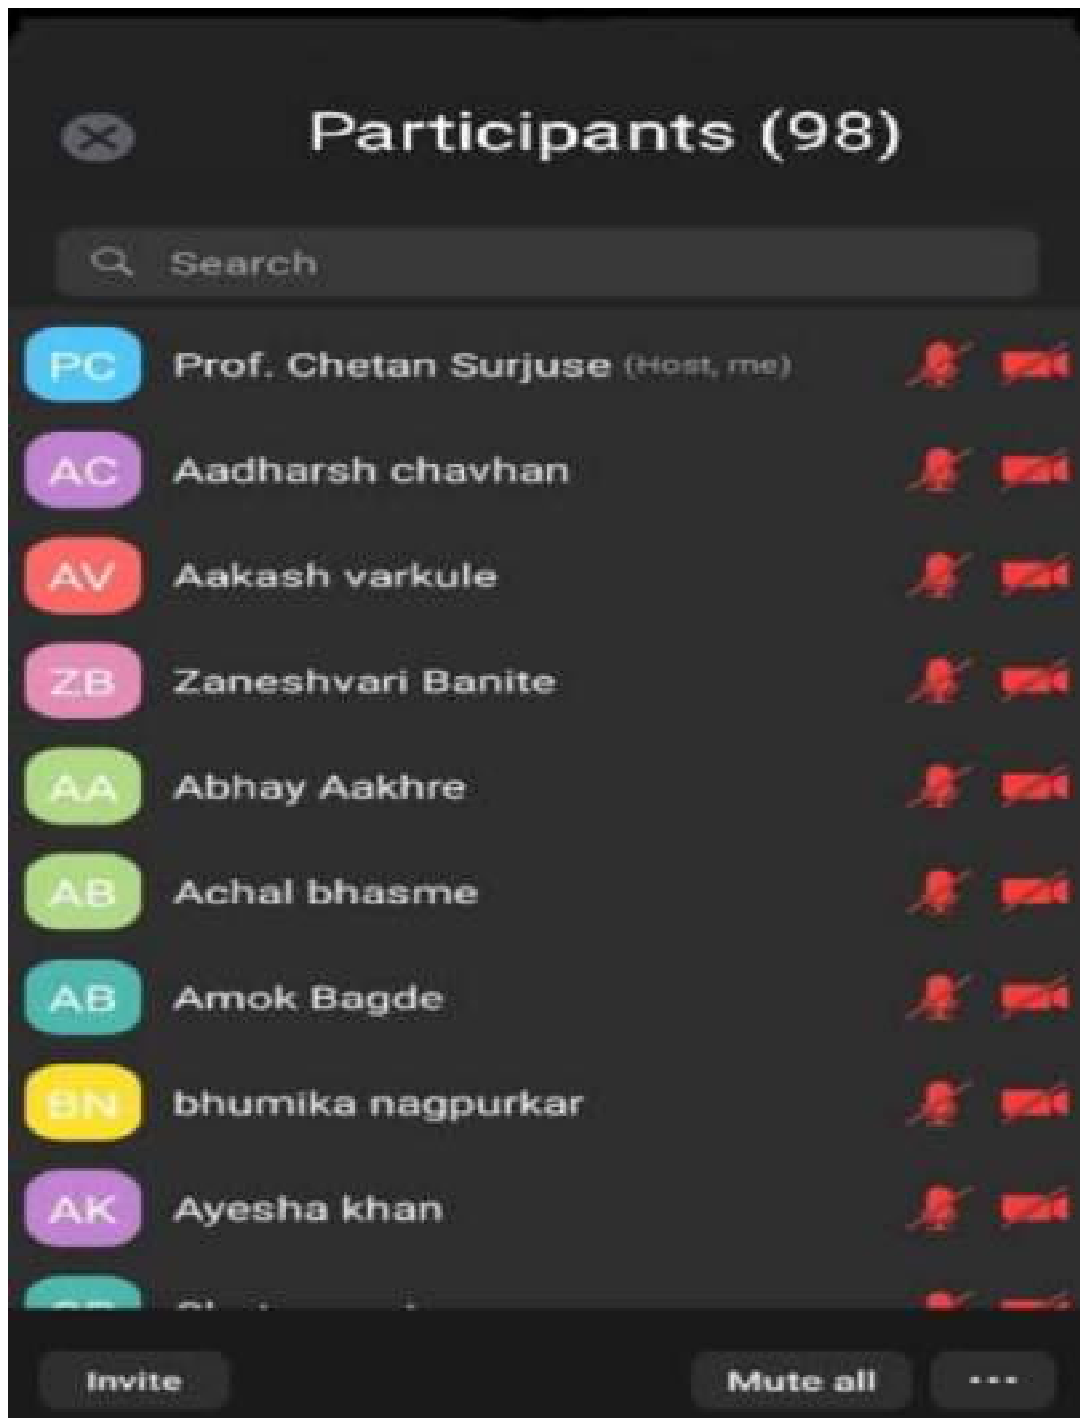 Participants (98)
Search
PC Prof. Chetan Surjuse (Host, me)
AC Aadharsh chavhan
AV Aakash varkule
ZB Zaneshvari Banite
AA Abhay Aakhre
AB Achal bhasme
AB Amok Bagde
BN bhumika nagpurkar
AK Ayesha khan
Invite Mute all ...